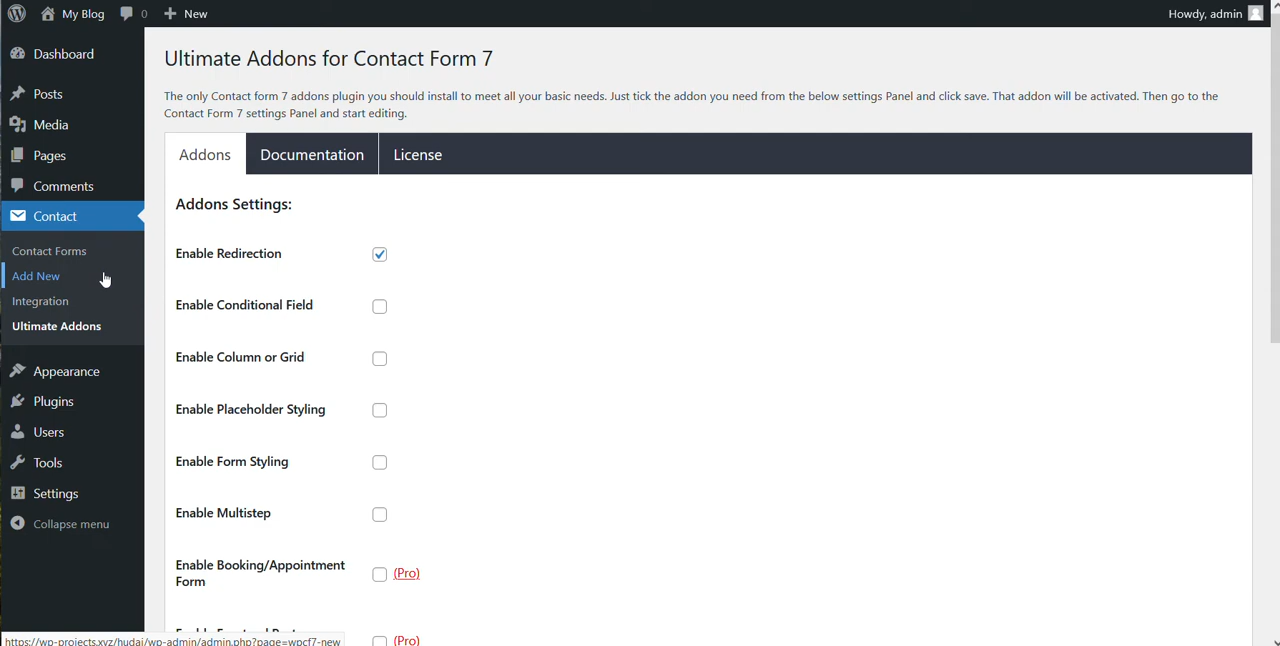 My Blog 0 New Howdy, admin
Dashboard
Posts
Media
Pages
Comments
Contact
Contact Forms
Add New
Integration
Ultimate Addons
Appearance
Plugins
Users
Tools
Settings
Collapse menu
Ultimate Addons for Contact Form 7
The only Contact form 7 addons plugin you should install to meet all your basic needs. Just tick the addon you need from the below settings Panel and click save. That addon will be activated. Then go to the
Contact Form 7 settings Panel and start editing.
Addons Documentation License
Addons Settings:
Enable Redirection
Enable Conditional Field
Enable Column or Grid
Enable Placeholder Styling
Enable Form Styling
Enable Multistep
Enable Booking/Appointment (Pro)
Form
(Pro)
https://wp-projects.xyz/hudai/wp-admin/admin.php?page=wpcf7-new